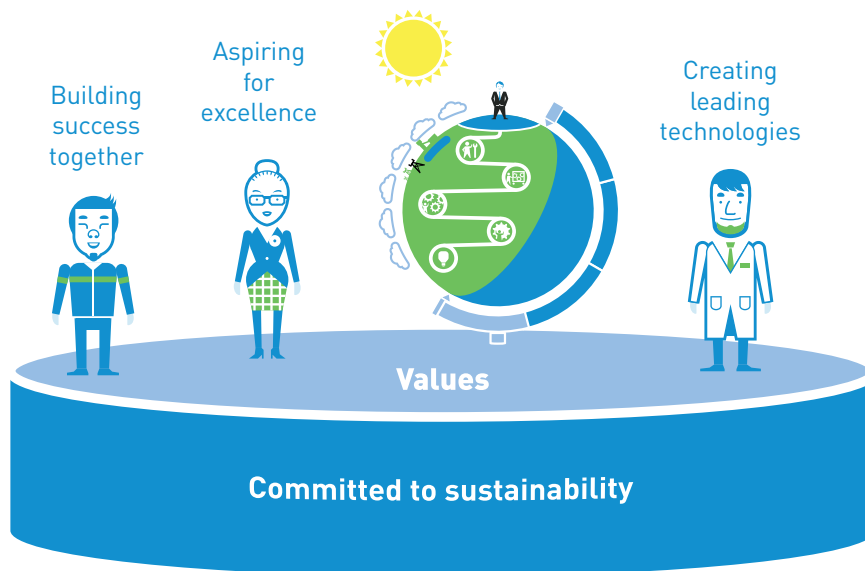 Building
success
together
Aspiring
for
excellence
Creating
leading
technologies
Values
Committed to sustainability